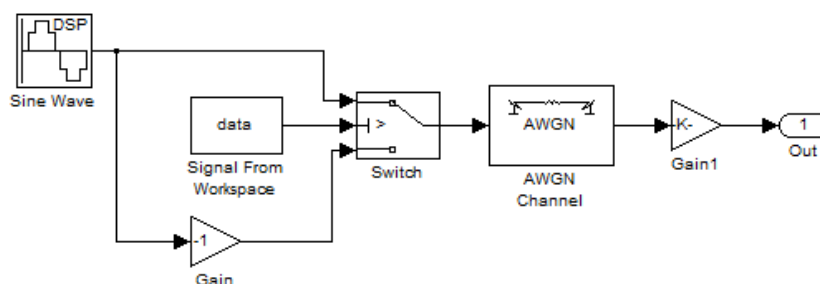 DSP
Sine Wave
data
Signal From
Workspace
>
Switch
-1
Gain
AWGN
AWGN
Channel
-K-
Gain1
1
Out